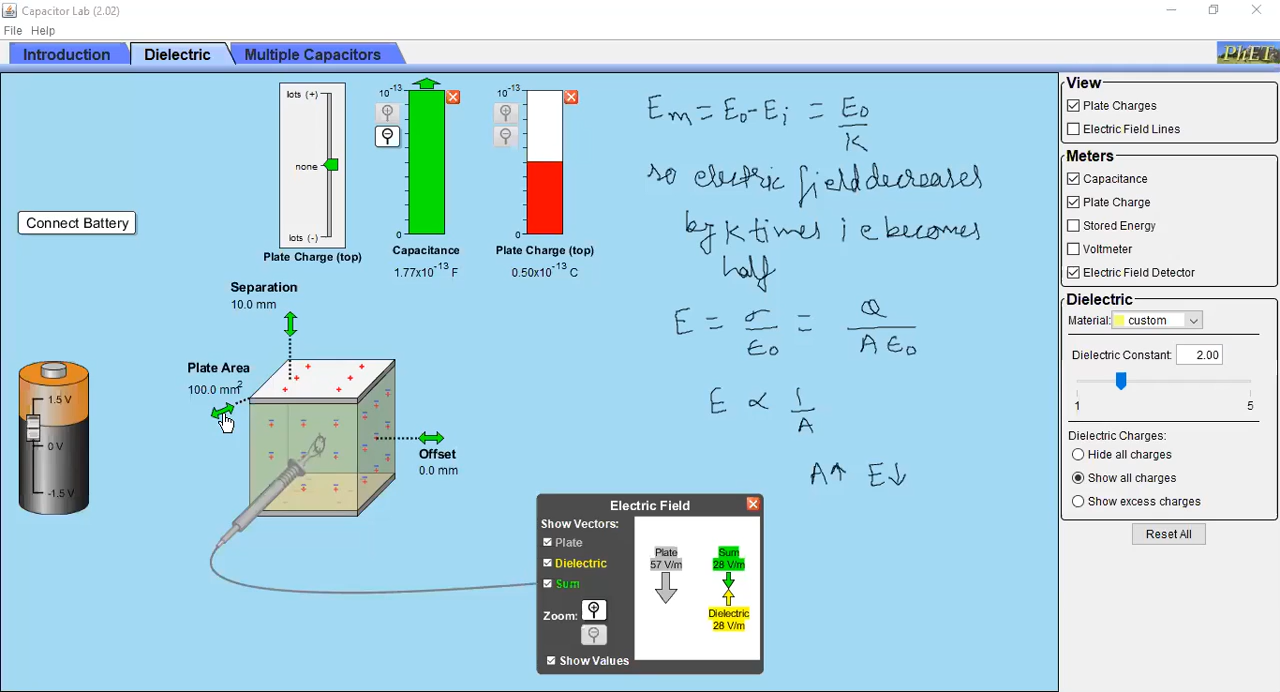 Capacitor Lab (2.02)
File Help
Introduction Dielectric Multiple Capacitors
PhET
lots (+)
none
lots (-)
Plate Charge (top)
10⁻¹³
0
Capacitance
1.77x10⁻¹³ F
10⁻¹³
0
Plate Charge (top)
0.50x10⁻¹³ C
Connect Battery
Separation
10.0 mm
Plate Area
100.0 mm²
Offset
0.0 mm
1.5 V
0 V
-1.5 V
Em = E0 - Ei = E0/K
so electric field decreases
by K times i e becomes
half
E = σ/ε0 = Q/Aε0
E ∝ 1/A
A↑ E↓
Electric Field
Show Vectors:
Plate
Dielectric
Sum
Zoom:
Show Values
Plate
57 V/m
Sum
28 V/m
Dielectric
28 V/m
View
Plate Charges
Electric Field Lines
Meters
Capacitance
Plate Charge
Stored Energy
Voltmeter
Electric Field Detector
Dielectric
Material: custom
Dielectric Constant: 2.00
1 5
Dielectric Charges:
Hide all charges
Show all charges
Show excess charges
Reset All